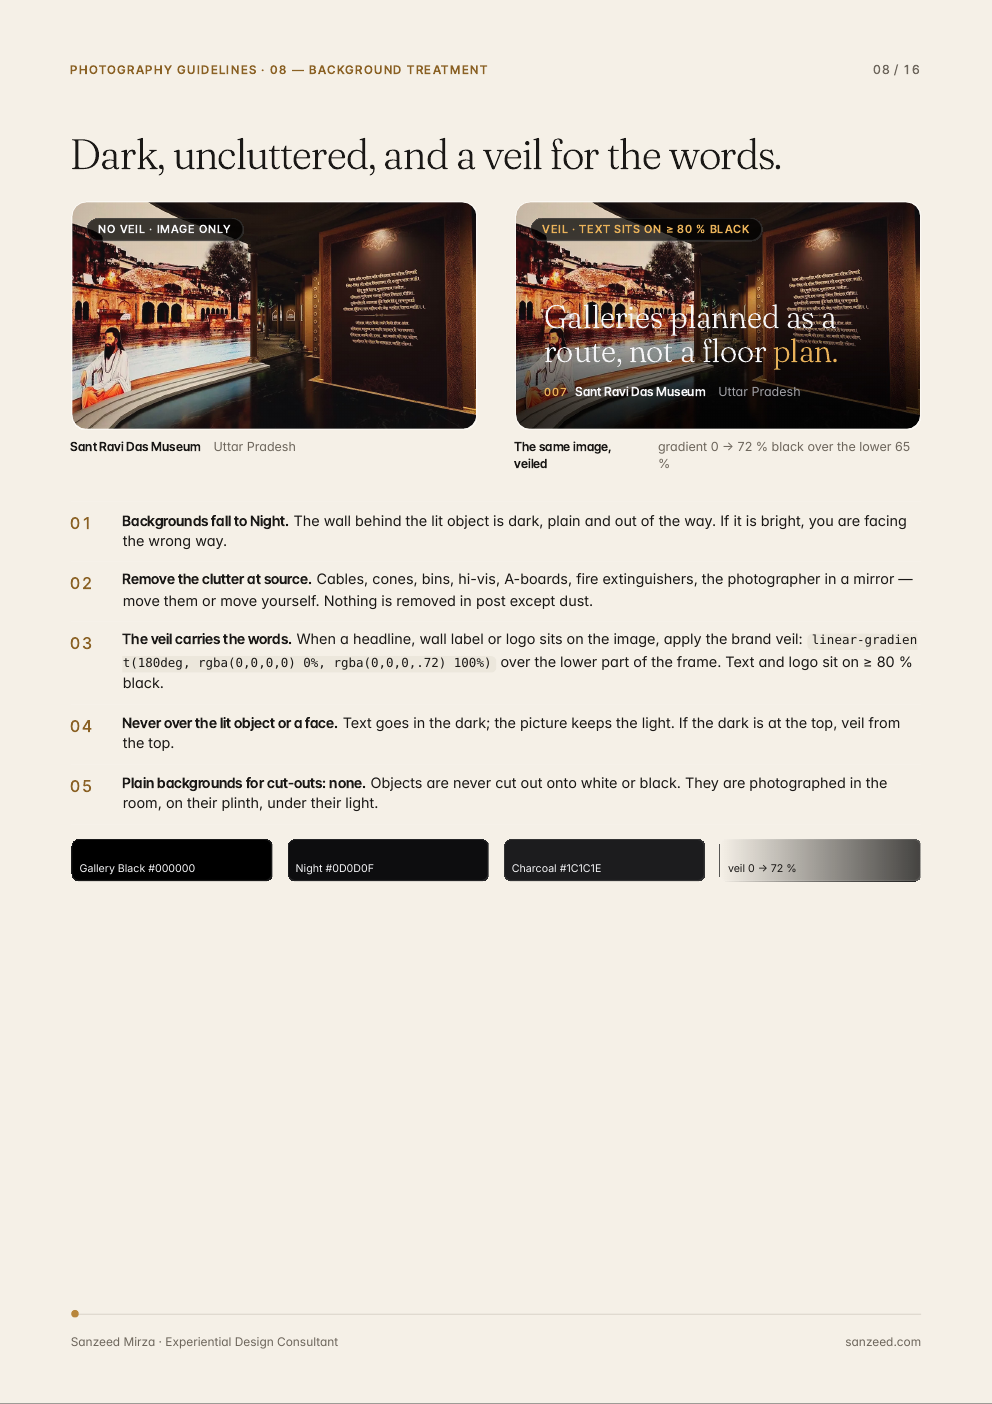 PHOTOGRAPHY GUIDELINES · 08 — BACKGROUND TREATMENT
08 / 16
Dark, uncluttered, and a veil for the words.
NO VEIL · IMAGE ONLY
VEIL · TEXT SITS ON ≥ 80 % BLACK
Galleries planned as a
route, not a floor plan.
007 Sant Ravi Das Museum Uttar Pradesh
Sant Ravi Das Museum Uttar Pradesh
The same image,
veiled
gradient 0 → 72 % black over the lower 65
%
01 Backgrounds fall to Night. The wall behind the lit object is dark, plain and out of the way. If it is bright, you are facing
the wrong way.
02 Remove the clutter at source. Cables, cones, bins, hi-vis, A-boards, fire extinguishers, the photographer in a mirror —
move them or move yourself. Nothing is removed in post except dust.
03 The veil carries the words. When a headline, wall label or logo sits on the image, apply the brand veil: linear-gradien
t(180deg, rgba(0,0,0,0) 0%, rgba(0,0,0,.72) 100%) over the lower part of the frame. Text and logo sit on ≥ 80 %
black.
04 Never over the lit object or a face. Text goes in the dark; the picture keeps the light. If the dark is at the top, veil from
the top.
05 Plain backgrounds for cut-outs: none. Objects are never cut out onto white or black. They are photographed in the
room, on their plinth, under their light.
Gallery Black #000000
Night #0D0D0F
Charcoal #1C1C1E
veil 0 → 72 %
Sanzeed Mirza · Experiential Design Consultant
sanzeed.com